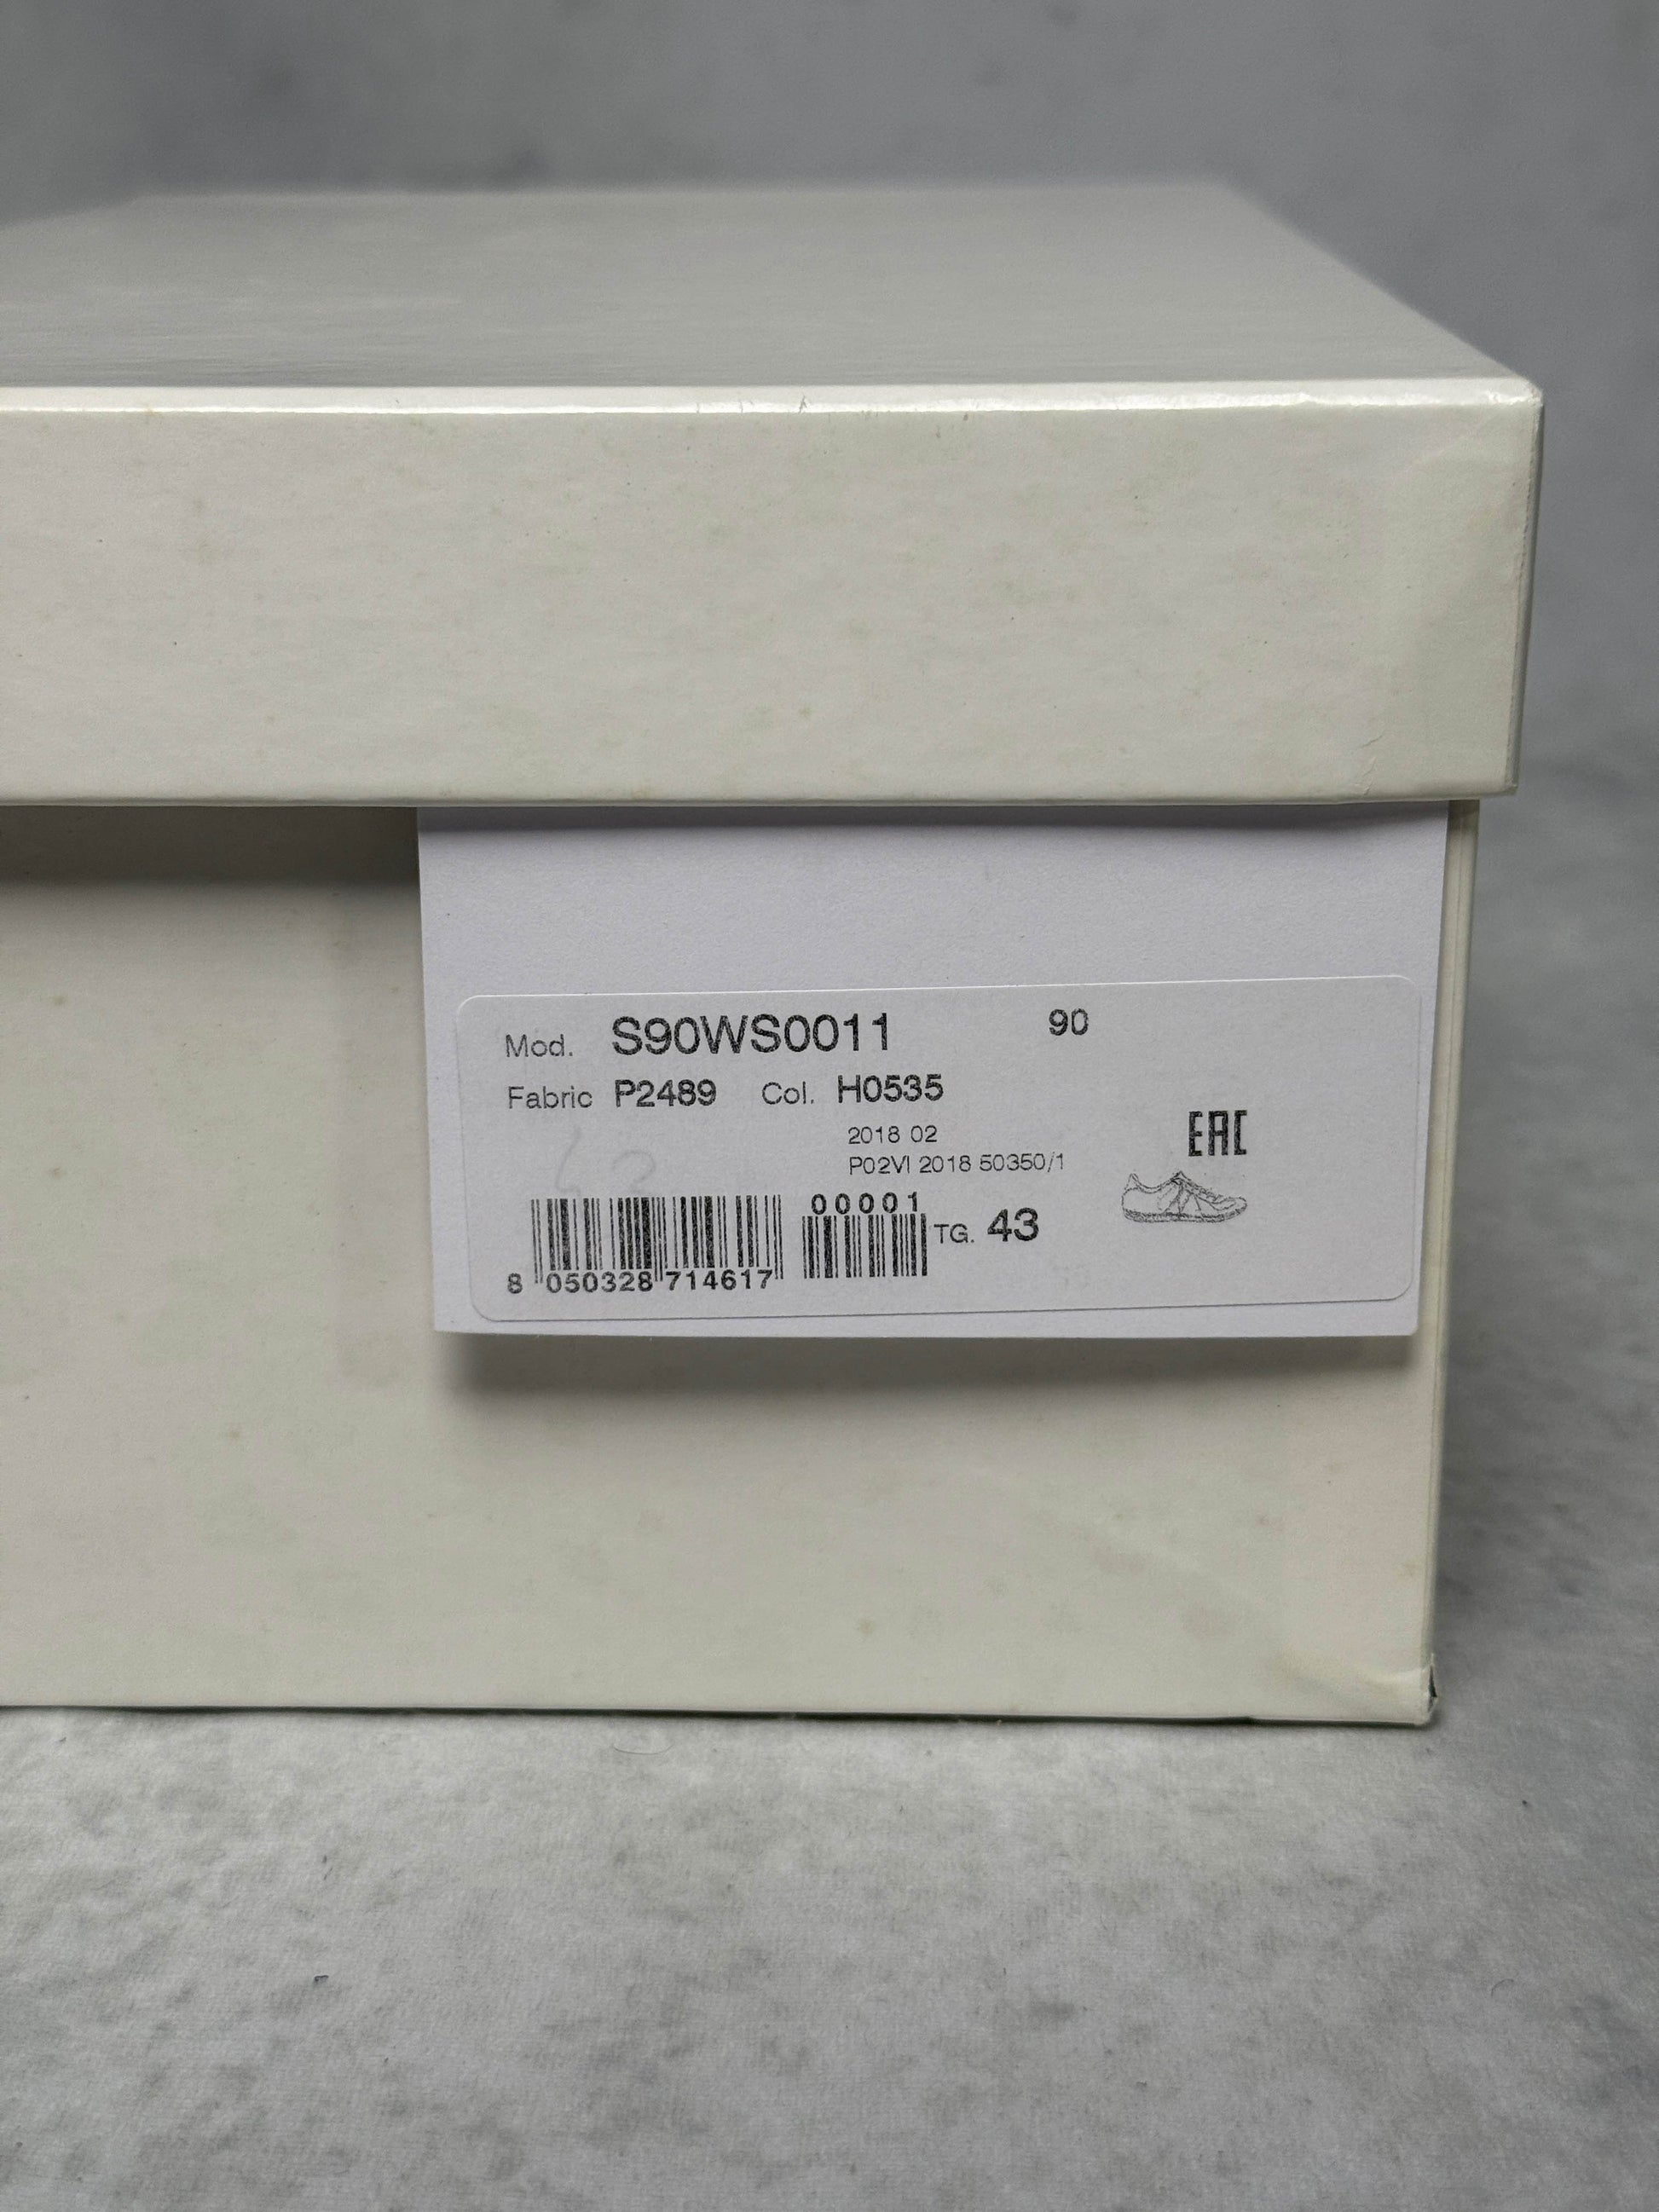 Mod. S90WS0011 90
Fabric P2489 Col. H0535
2018 02
EAC
P02VI 2018 50350/1
00001
TG. 43
8 050328 714617